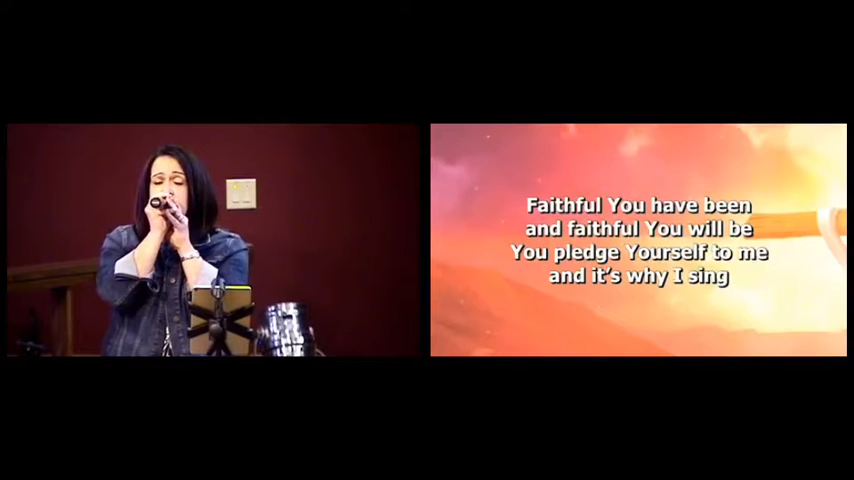 Faithful You have been
and faithful You will be
You pledge Yourself to me
and it's why I sing